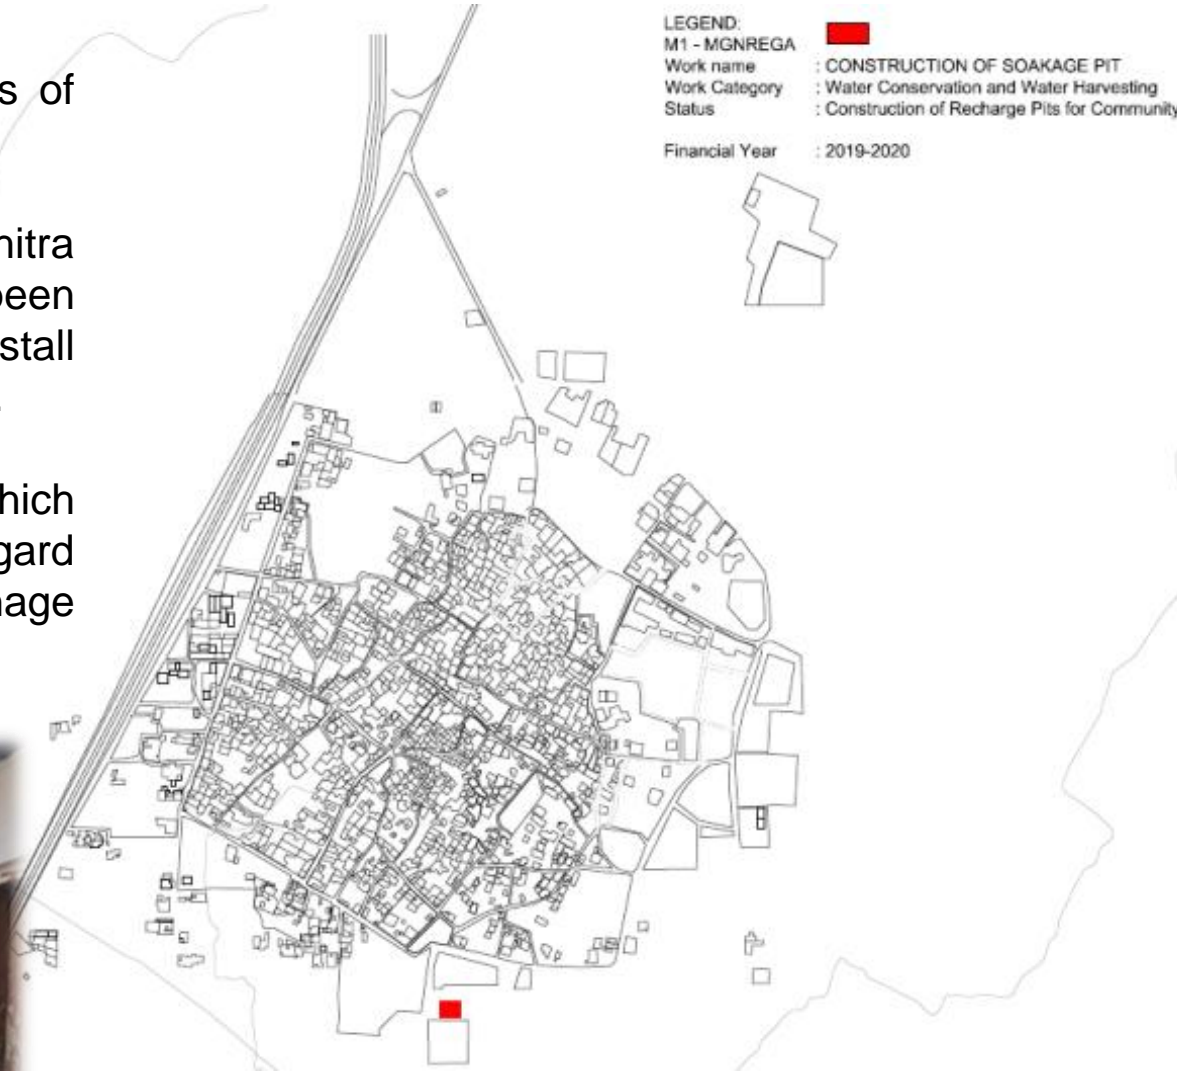 s of
hitra
been
stall
hich
gard
nage
LEGEND:
M1 - MGNREGA
Work name : CONSTRUCTION OF SOAKAGE PIT
Work Category : Water Conservation and Water Harvesting
Status : Construction of Recharge Pits for Community
Financial Year : 2019-2020